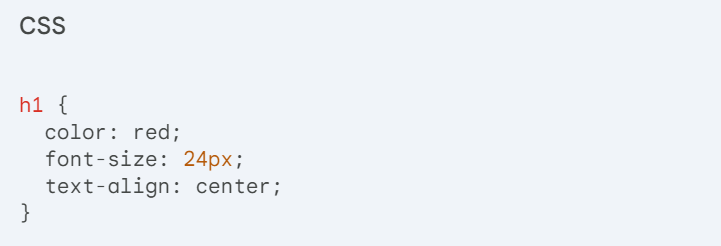 CSS
h1 {
  color: red;
  font-size: 24px;
  text-align: center;
}